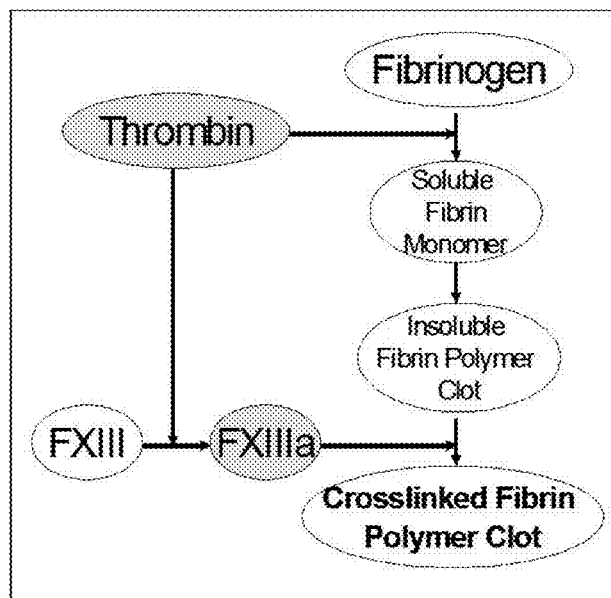 Fibrinogen
Thrombin
Soluble
Fibrin
Monomer
Insoluble
Fibrin Polymer
Clot
FXIII
FXIIIa
Crosslinked Fibrin
Polymer Clot